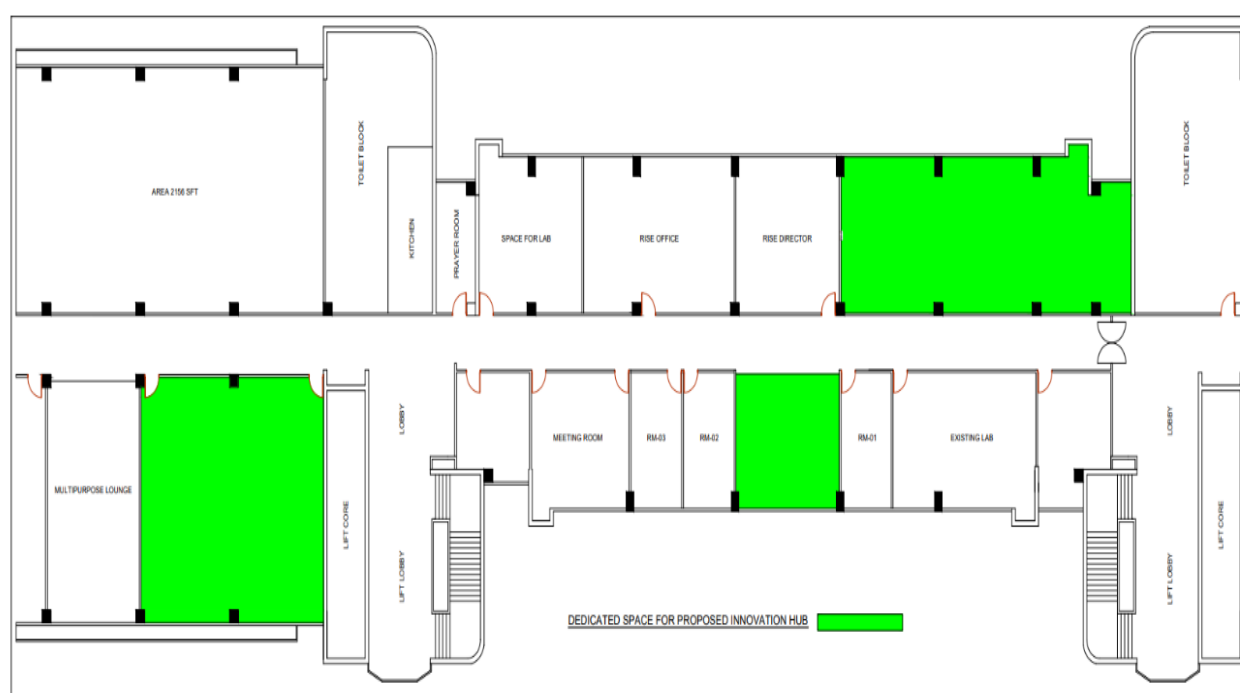 TOILET BLOCK
TOILET BLOCK
AREA 2156 SFT
KITCHEN
PRAYER ROOM
SPACE FOR LAB
RISE OFFICE
RISE DIRECTOR
LOBBY
LOBBY
MEETING ROOM
RM-03
RM-02
RM-01
EXISTING LAB
MULTIPURPOSE LOUNGE
LIFT CORE
LIFT LOBBY
LIFT LOBBY
LIFT CORE
DEDICATED SPACE FOR PROPOSED INNOVATION HUB